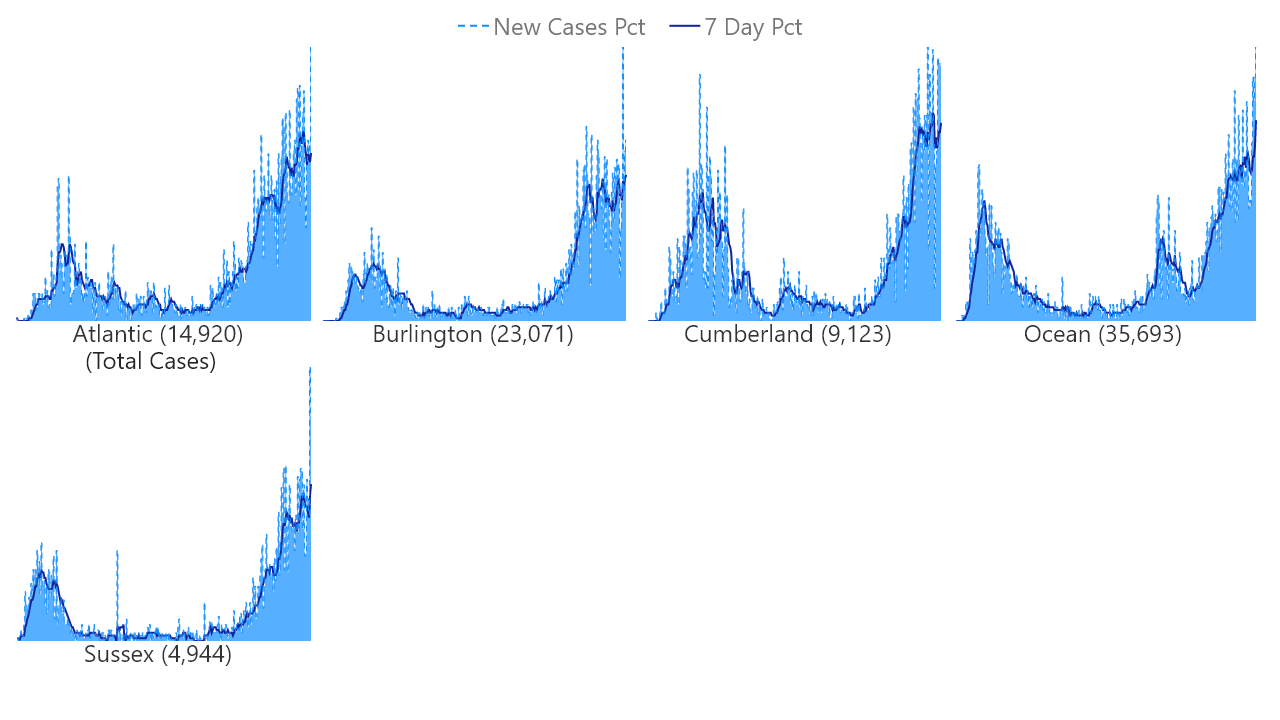 New Cases Pct 7 Day Pct
Atlantic (14,920) Burlington (23,071) Cumberland (9,123) Ocean (35,693)
(Total Cases)
Sussex (4,944)